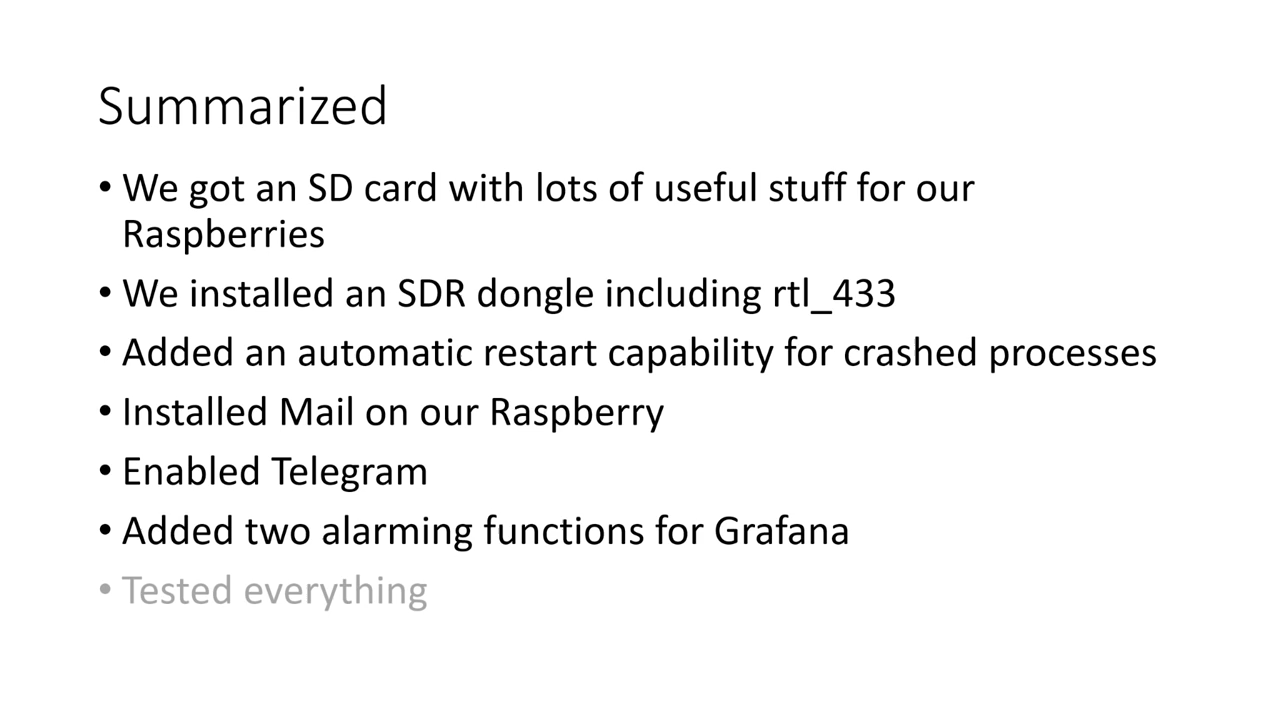 Summarized
• We got an SD card with lots of useful stuff for our
Raspberries
• We installed an SDR dongle including rtl_433
• Added an automatic restart capability for crashed processes
• Installed Mail on our Raspberry
• Enabled Telegram
• Added two alarming functions for Grafana
• Tested everything